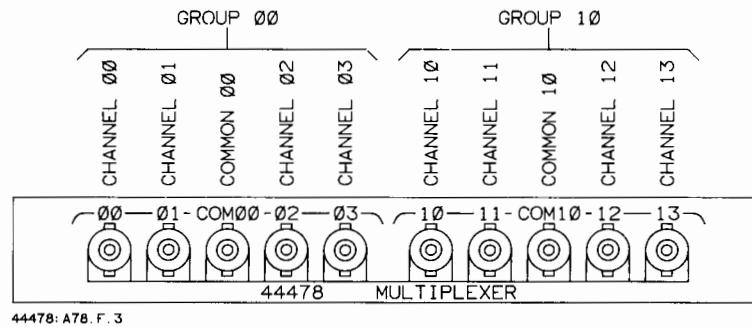 GROUP 00 GROUP 10
CHANNEL 00
CHANNEL 01
COMMON 00
CHANNEL 02
CHANNEL 03
CHANNEL 10
CHANNEL 11
COMMON 10
CHANNEL 12
CHANNEL 13
00 01-COM00-02 03 10 11-COM10-12 13
44478 MULTIPLEXER
44478:A78.F.3